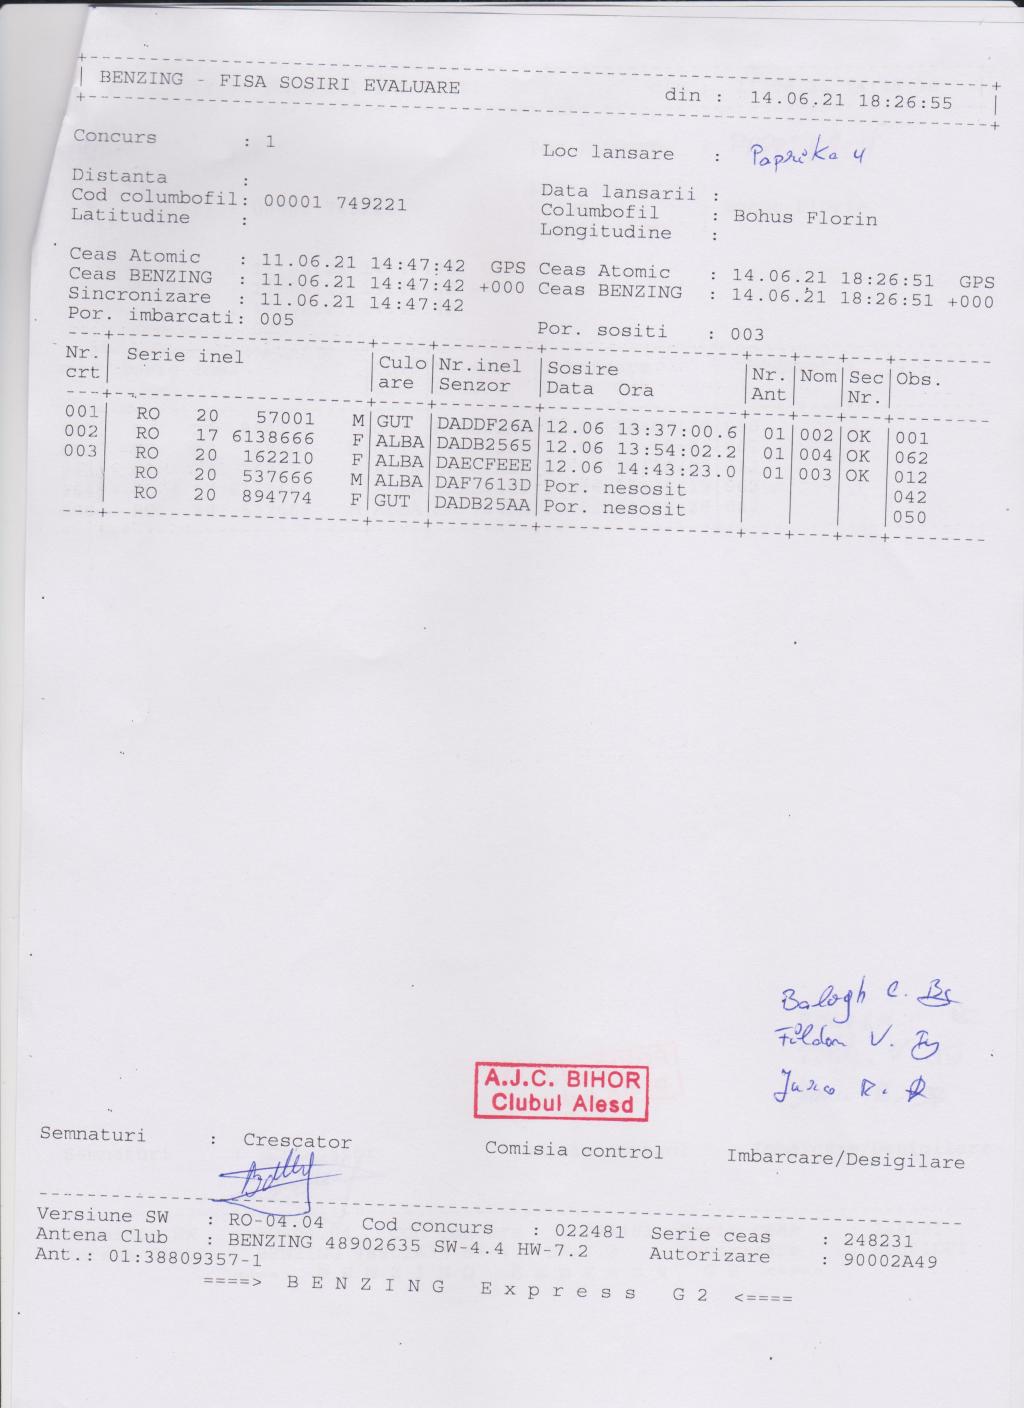 BENZING - FISA SOSIRI EVALUARE din : 14.06.21 18:26:55
Concurs : 1 Loc lansare : Paprika 4
Distanta : Data lansarii :
Cod columbofil: 00001 749221 Columbofil : Bohus Florin
Latitudine : Longitudine :
Ceas Atomic : 11.06.21 14:47:42 GPS Ceas Atomic : 14.06.21 18:26:51 GPS
Ceas BENZING : 11.06.21 14:47:42 +000 Ceas BENZING : 14.06.21 18:26:51 +000
Sincronizare : 11.06.21 14:47:42
Por. imbarcati: 005 Por. sositi : 003
Nr. Serie inel Culo Nr.inel Sosire Nr. Nom Sec Obs.
crt are Senzor Data Ora Ant Nr.
001 RO 20 57001 M GUT DADDF26A 12.06 13:37:00.6 01 002 OK 001
002 RO 17 6138666 F ALBA DADB2565 12.06 13:54:02.2 01 004 OK 062
003 RO 20 162210 F ALBA DAECFEEE 12.06 14:43:23.0 01 003 OK 012
RO 20 537666 M ALBA DAF7613D Por. nesosit 042
RO 20 894774 F GUT DADB25AA Por. nesosit 050
Balogh C.
V.
R.
A.J.C. BIHOR
Clubul Alesd
Semnaturi : Crescator Comisia control Imbarcare/Desigilare
Versiune SW : RO-04.04 Cod concurs : 022481 Serie ceas : 248231
Antena Club : BENZING 48902635 SW-4.4 HW-7.2 Autorizare : 90002A49
Ant.: 01:38809357-1
====> B E N Z I N G E x p r e s s G 2 <====